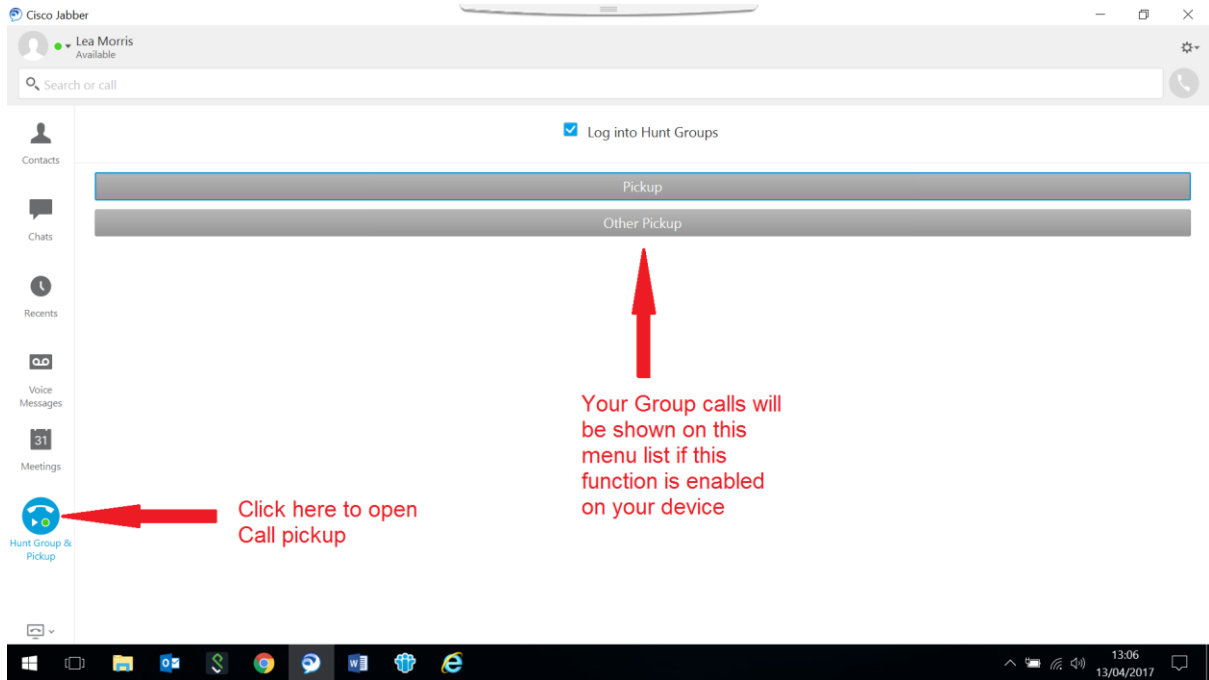 Cisco Jabber
Lea Morris
Available
Search or call
Log into Hunt Groups
Contacts
Pickup
Other Pickup
Chats
Recents
Voice
Messages
Your Group calls will
be shown on this
menu list if this
function is enabled
on your device
31
Meetings
Click here to open
Call pickup
Hunt Group &
Pickup
13:06
13/04/2017